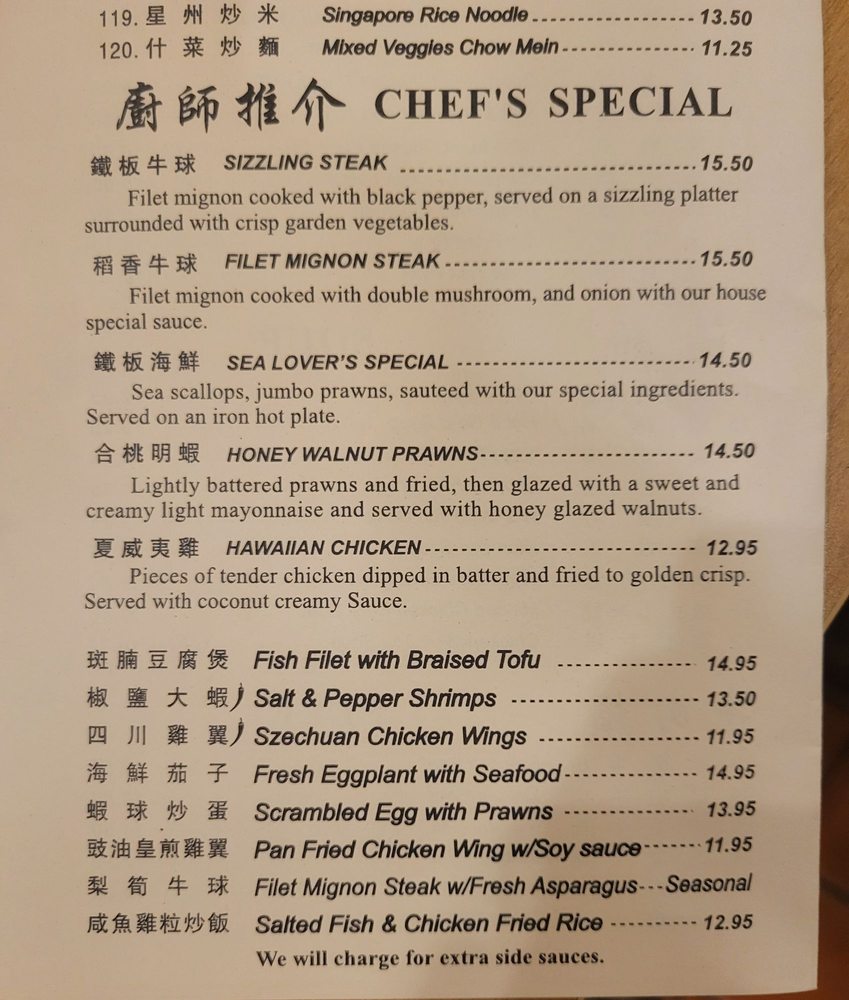 119. 星州炒米 Singapore Rice Noodle 13.50
120. 什菜炒麵 Mixed Veggies Chow Mein 11.25
廚師推介 CHEF'S SPECIAL
鐵板牛球 SIZZLING STEAK 15.50
Filet mignon cooked with black pepper, served on a sizzling platter
surrounded with crisp garden vegetables.
稻香牛球 FILET MIGNON STEAK 15.50
Filet mignon cooked with double mushroom, and onion with our house
special sauce.
鐵板海鮮 SEA LOVER'S SPECIAL 14.50
Sea scallops, jumbo prawns, sauteed with our special ingredients.
Served on an iron hot plate.
合桃明蝦 HONEY WALNUT PRAWNS 14.50
Lightly battered prawns and fried, then glazed with a sweet and
creamy light mayonnaise and served with honey glazed walnuts.
夏威夷雞 HAWAIIAN CHICKEN 12.95
Pieces of tender chicken dipped in batter and fried to golden crisp.
Served with coconut creamy Sauce.
斑腩豆腐煲 Fish Filet with Braised Tofu 14.95
椒鹽大蝦 Salt & Pepper Shrimps 13.50
四川雞翼 Szechuan Chicken Wings 11.95
海鮮茄子 Fresh Eggplant with Seafood 14.95
蝦球炒蛋 Scrambled Egg with Prawns 13.95
豉油皇煎雞翼 Pan Fried Chicken Wing w/Soy sauce 11.95
梨筍牛球 Filet Mignon Steak w/Fresh Asparagus Seasonal
咸魚雞粒炒飯 Salted Fish & Chicken Fried Rice 12.95
We will charge for extra side sauces.